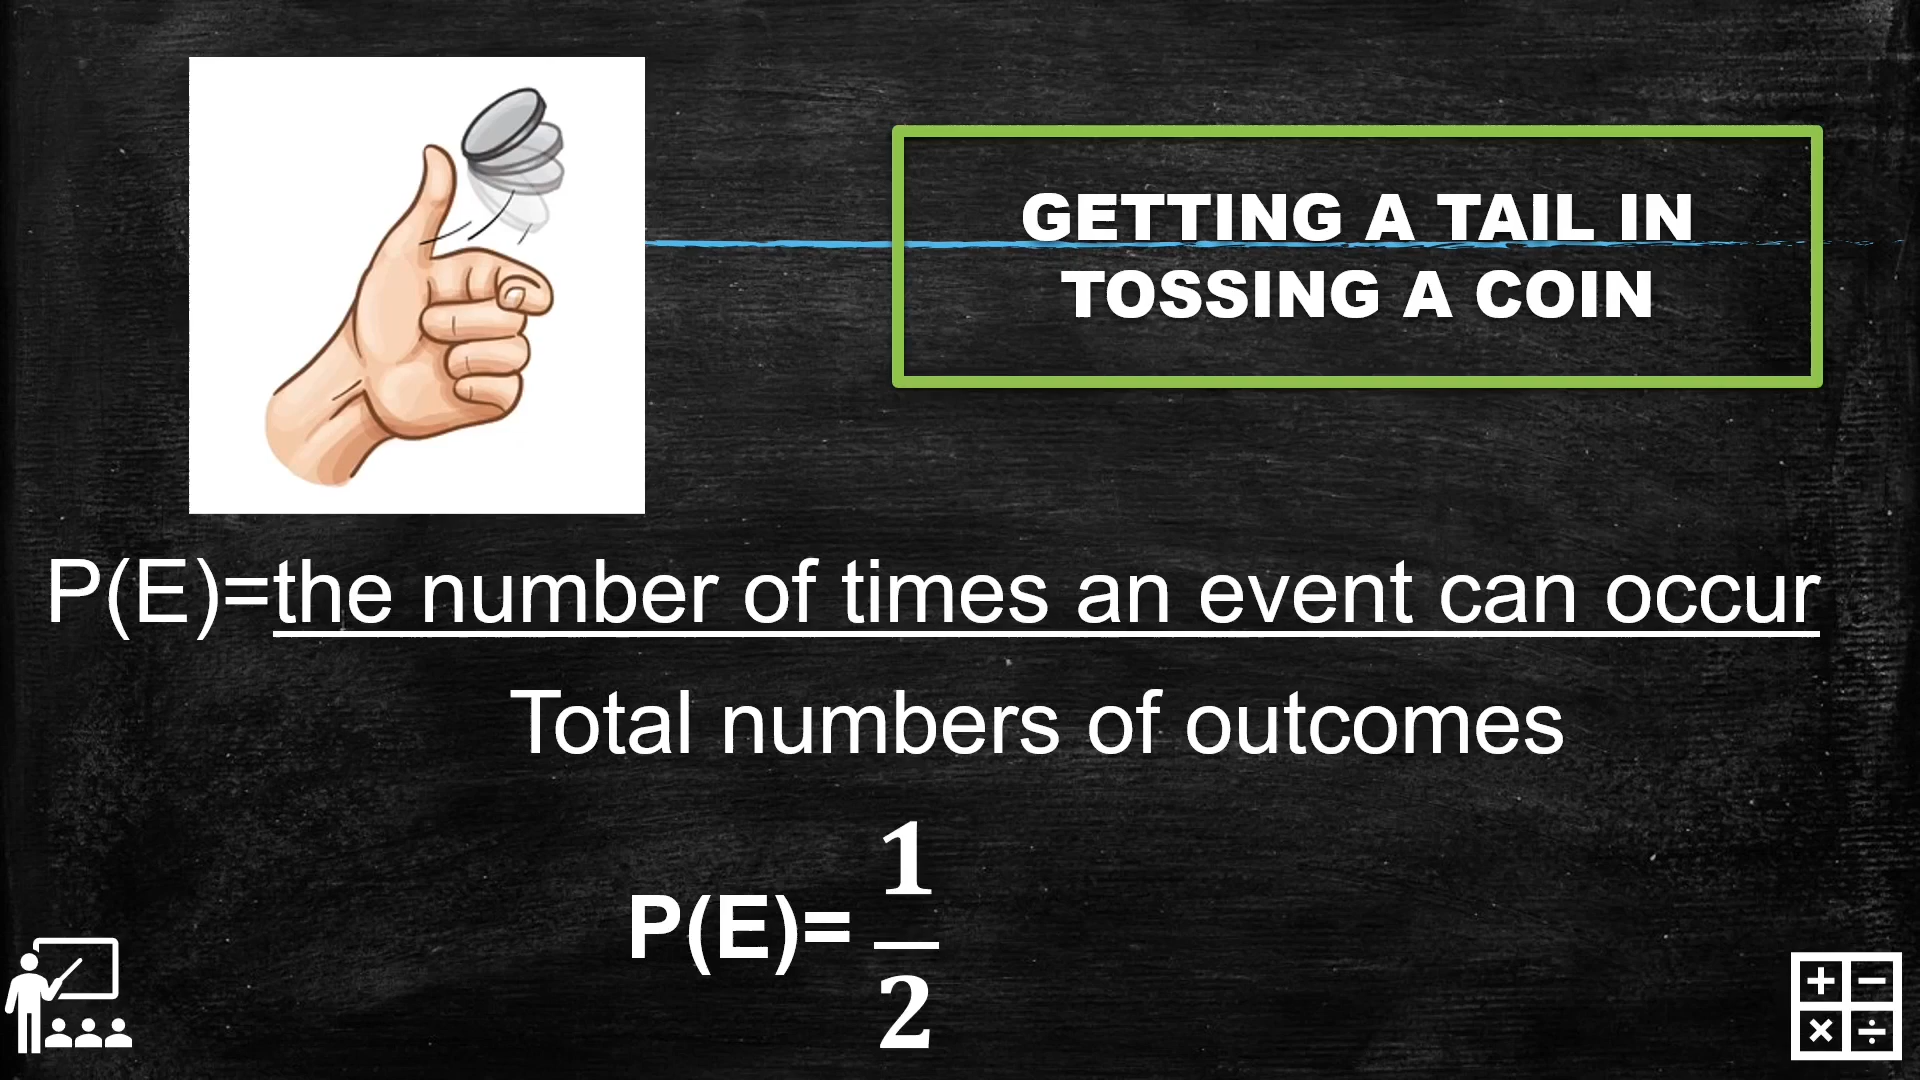 GETTING A TAIL IN
TOSSING A COIN
P(E)=the number of times an event can occur
Total numbers of outcomes
P(E)= 1
2